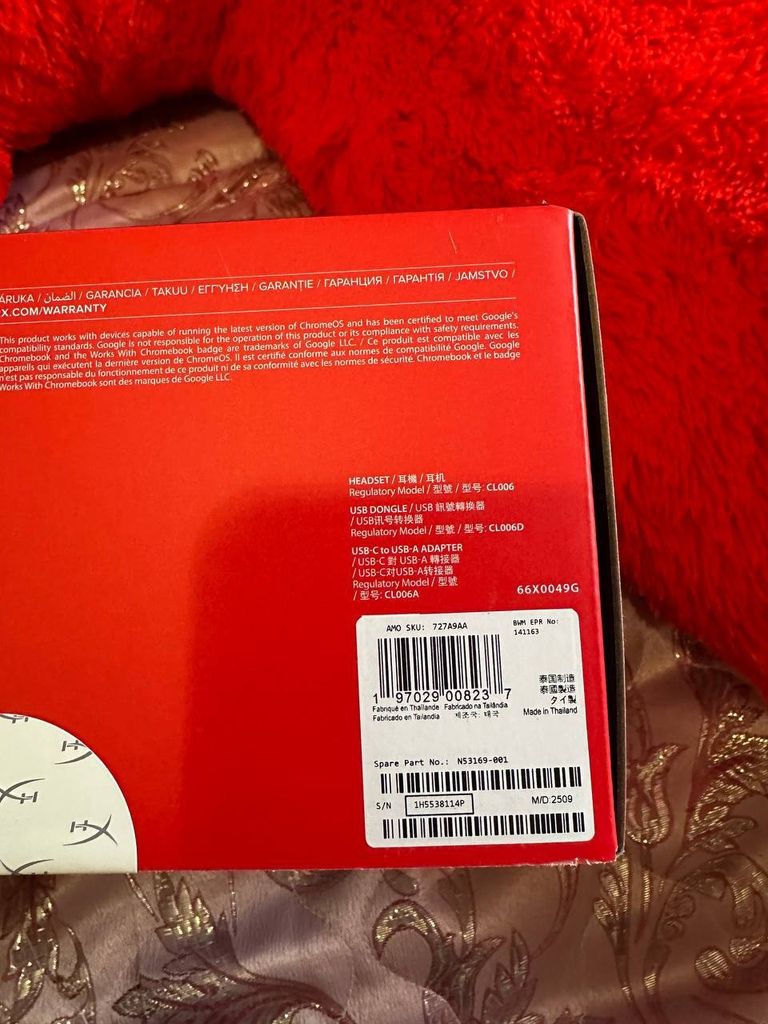 ÁRUKA / الضمان / GARANCIA / TAKUU / ΕΓΓΥΗΣΗ / GARANȚIE / ГАРАНЦИЯ / ГАРАНТІЯ / JAMSTVO /
RX.COM/WARRANTY
This product works with devices capable of running the latest version of ChromeOS and has been certified to meet Google's
compatibility standards. Google is not responsible for the operation of this product or its compliance with safety requirements.
Chromebook and the Works With Chromebook badge are trademarks of Google LLC. / Ce produit est compatible avec les
appareils qui exécutent la dernière version de ChromeOS. Il est certifié conforme aux normes de compatibilité Google. Google
n'est pas responsable du fonctionnement de ce produit ni de sa conformité avec les normes de sécurité. Chromebook et le badge
Works With Chromebook sont des marques de Google LLC.
HEADSET / 耳機 / 耳机
Regulatory Model / 型號 / 型号: CL006
USB DONGLE / USB 訊號轉換器
/ USB讯号转换器
Regulatory Model / 型號 / 型号: CL006D
USB-C to USB-A ADAPTER
/ USB-C 對 USB-A 轉接器
/ USB-C对USB-A转接器
Regulatory Model / 型號
/ 型号: CL006A
66X0049G
AMO SKU: 727A9AA
BWM EPR No:
141163
1 97029 00823 7
Fabriqué en Thaïlande Fabricado na Tailândia
Fabricado en Tailandia 제조국: 태국
泰国制造
泰國製造
タイ製
Made in Thailand
Spare Part No.: N53169-001
S/N 1H5538114P M/D:2509